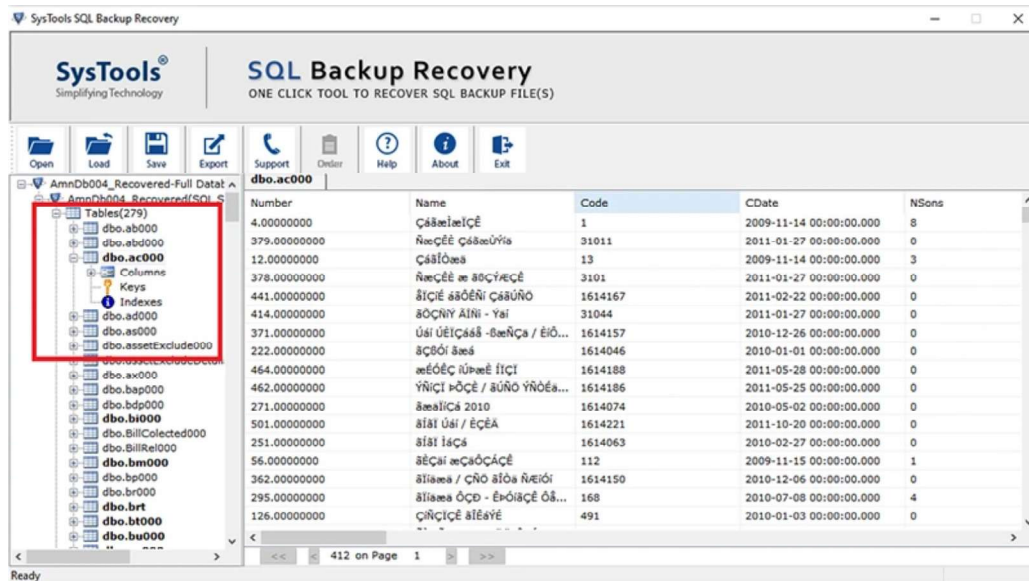 SysTools SQL Backup Recovery
SysTools®
Simplifying Technology
SQL Backup Recovery
ONE CLICK TOOL TO RECOVER SQL BACKUP FILE(S)
Open Load Save Export Support Order Help About Exit
AmnDb004_Recovered-Full Datab
AmnDb004_Recovered(SQL S
Tables(279)
dbo.ab000
dbo.abd000
dbo.ac000
Columns
Keys
Indexes
dbo.ad000
dbo.as000
dbo.assetExclude000
dbo.ax000
dbo.bap000
dbo.bdp000
dbo.bi000
dbo.BillColected000
dbo.BillRel000
dbo.bm000
dbo.bp000
dbo.br000
dbo.brt
dbo.bt000
dbo.bu000
dbo.ac000
Number Name Code CDate NSons
4.00000000 1 2009-11-14 00:00:00.000 8
379.00000000 31011 2011-01-27 00:00:00.000 0
12.00000000 13 2009-11-14 00:00:00.000 3
378.00000000 3101 2011-01-27 00:00:00.000 0
441.00000000 1614167 2011-02-22 00:00:00.000 0
414.00000000 31044 2011-01-27 00:00:00.000 0
371.00000000 1614157 2010-12-26 00:00:00.000 0
222.00000000 1614046 2010-01-01 00:00:00.000 0
464.00000000 1614188 2011-05-28 00:00:00.000 0
462.00000000 1614186 2011-05-25 00:00:00.000 0
271.00000000 2010 1614074 2010-05-02 00:00:00.000 0
501.00000000 1614221 2011-10-20 00:00:00.000 0
251.00000000 1614063 2010-02-27 00:00:00.000 0
56.00000000 112 2009-11-15 00:00:00.000 1
362.00000000 1614150 2010-12-06 00:00:00.000 0
295.00000000 168 2010-07-08 00:00:00.000 4
126.00000000 491 2010-01-03 00:00:00.000 0
<< < 412 on Page 1 > >>
Ready